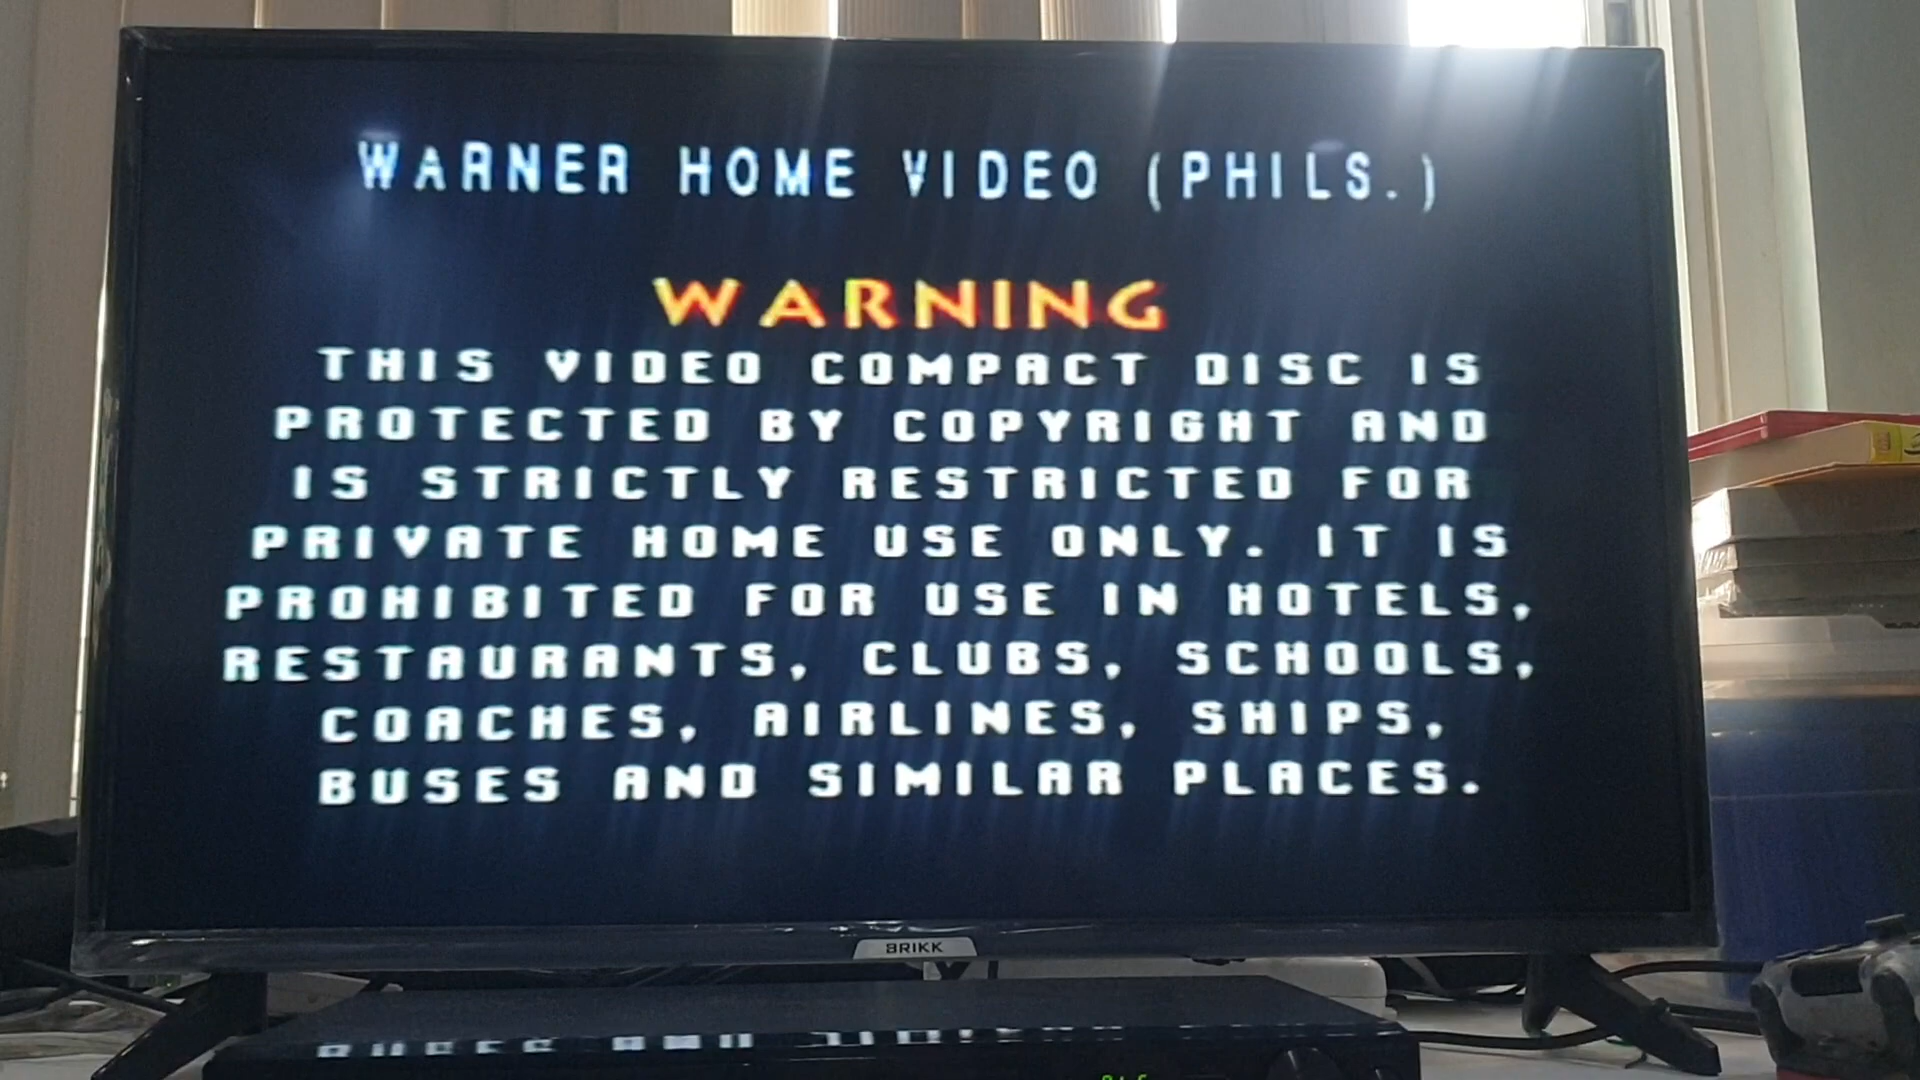 WARNER HOME VIDEO (PHILS.)
WARNING
THIS VIDEO COMPACT DISC IS
PROTECTED BY COPYRIGHT AND
IS STRICTLY RESTRICTED FOR
PRIVATE HOME USE ONLY. IT IS
PROHIBITED FOR USE IN HOTELS,
RESTAURANTS, CLUBS, SCHOOLS,
COACHES, AIRLINES, SHIPS,
BUSES AND SIMILAR PLACES.
BRIKK